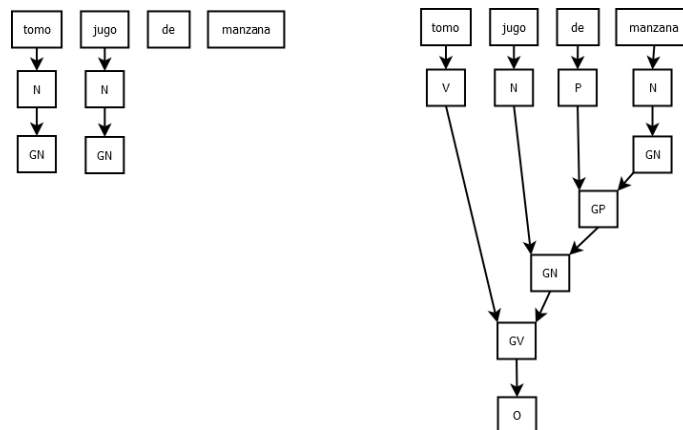 tomo jugo de manzana
N N
GN GN
tomo jugo de manzana
V N P N
GN
GP
GN
GV
O